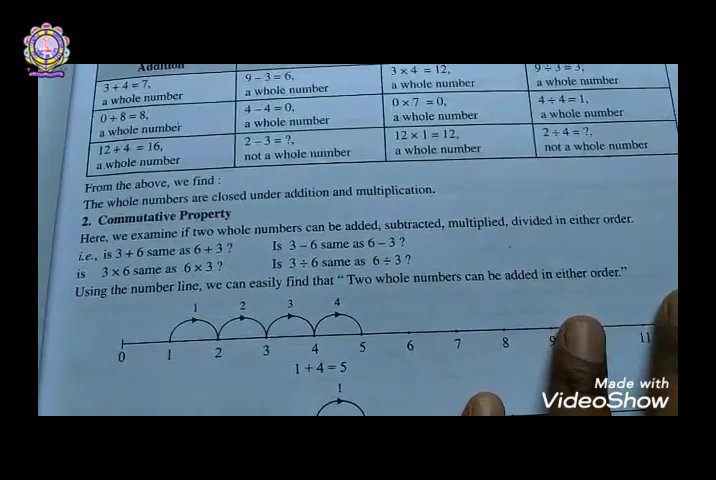 Addition
3 + 4 = 7,
a whole number
9 – 3 = 6,
a whole number
3 × 4 = 12,
a whole number
9 ÷ 3 = 3,
a whole number
0 + 8 = 8,
a whole number
4 – 4 = 0,
a whole number
0 × 7 = 0,
a whole number
4 ÷ 4 = 1,
a whole number
12 + 4 = 16,
a whole number
2 – 3 = ?,
not a whole number
12 × 1 = 12,
a whole number
2 ÷ 4 = ?,
not a whole number
From the above, we find :
The whole numbers are closed under addition and multiplication.
2. Commutative Property
Here, we examine if two whole numbers can be added, subtracted, multiplied, divided in either order.
i.e., is 3 + 6 same as 6 + 3 ? Is 3 – 6 same as 6 – 3 ?
is 3 × 6 same as 6 × 3 ? Is 3 ÷ 6 same as 6 ÷ 3 ?
Using the number line, we can easily find that “ Two whole numbers can be added in either order.”
1 2 3 4
0 1 2 3 4 5 6 7 8 9 11
1 + 4 = 5
1
Made with
VideoShow